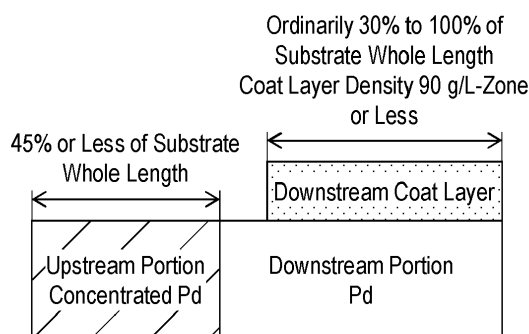 Ordinarily 30% to 100% of
Substrate Whole Length
Coat Layer Density 90 g/L-Zone
or Less
45% or Less of Substrate
Whole Length
Downstream Coat Layer
Upstream Portion
Concentrated Pd
Downstream Portion
Pd